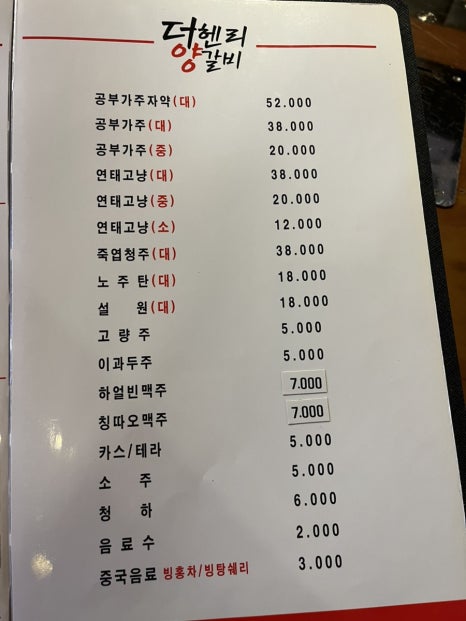 더헨리
양갈비
공부가주자약(대) 52.000
공부가주(대) 38.000
공부가주(중) 20.000
연태고냥(대) 38.000
연태고냥(중) 20.000
연태고냥(소) 12.000
죽엽청주(대) 38.000
노 주 탄(대) 18.000
설 원(대) 18.000
고 량 주 5.000
이과두주 5.000
하얼빈맥주 7.000
칭따오맥주 7.000
카스/테라 5.000
소 주 5.000
청 하 6.000
음 료 수 2.000
중국음료 빙홍차/빙탕쉐리 3.000